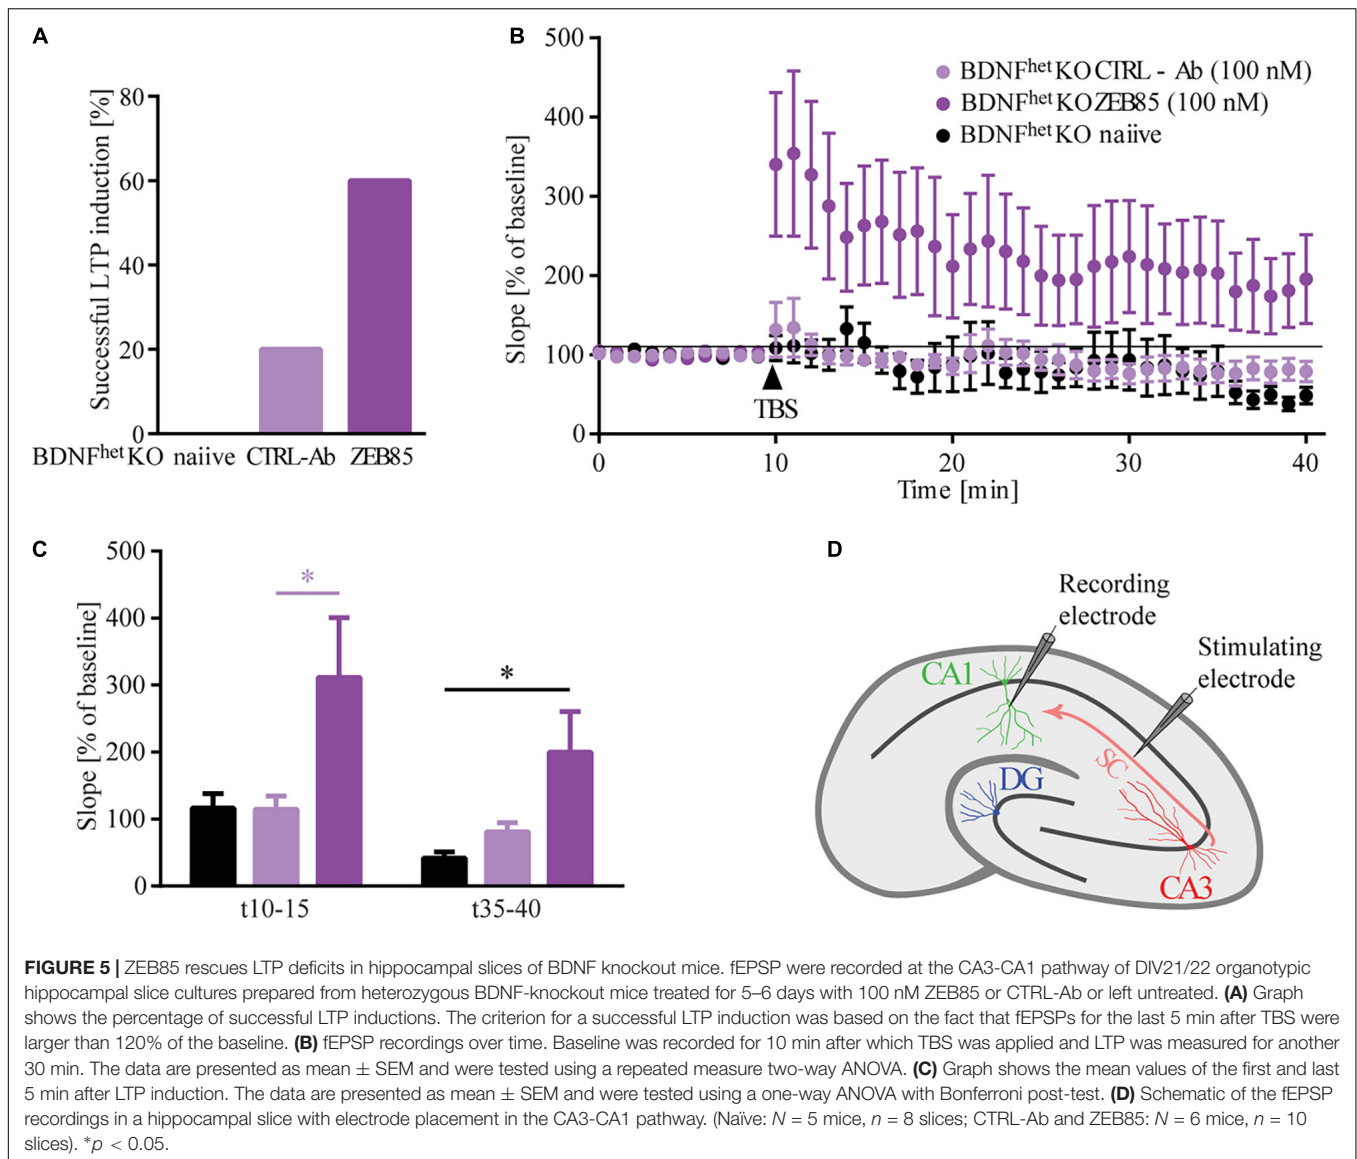 A
80
60
40
20
0
Successful LTP induction [%]
BDNFhet KO naiive CTRL-Ab ZEB85
B
500
400
300
200
100
0
Slope [% of baseline]
BDNFhet KO CTRL - Ab (100 nM)
BDNFhet KO ZEB85 (100 nM)
BDNFhet KO naiive
TBS
0 10 20 30 40
Time [min]
C
500
400
300
200
100
0
Slope [% of baseline]
*
*
t10-15 t35-40
D
Recording
electrode
Stimulating
electrode
CA1
SC
DG
CA3
FIGURE 5 | ZEB85 rescues LTP deficits in hippocampal slices of BDNF knockout mice. fEPSP were recorded at the CA3-CA1 pathway of DIV21/22 organotypic
hippocampal slice cultures prepared from heterozygous BDNF-knockout mice treated for 5–6 days with 100 nM ZEB85 or CTRL-Ab or left untreated. (A) Graph
shows the percentage of successful LTP inductions. The criterion for a successful LTP induction was based on the fact that fEPSPs for the last 5 min after TBS were
larger than 120% of the baseline. (B) fEPSP recordings over time. Baseline was recorded for 10 min after which TBS was applied and LTP was measured for another
30 min. The data are presented as mean ± SEM and were tested using a repeated measure two-way ANOVA. (C) Graph shows the mean values of the first and last
5 min after LTP induction. The data are presented as mean ± SEM and were tested using a one-way ANOVA with Bonferroni post-test. (D) Schematic of the fEPSP
recordings in a hippocampal slice with electrode placement in the CA3-CA1 pathway. (Naïve: N = 5 mice, n = 8 slices; CTRL-Ab and ZEB85: N = 6 mice, n = 10
slices). *p < 0.05.